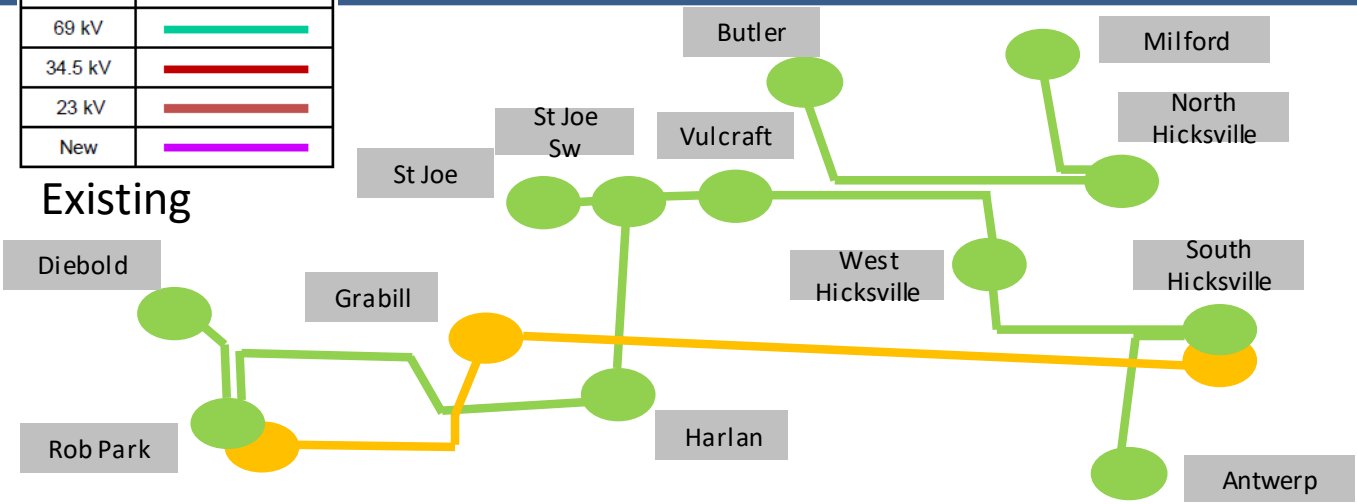 69 kV
34.5 kV
23 kV
New
Existing
Butler
Milford
North
Hicksville
St Joe
Sw
Vulcraft
St Joe
Diebold
Grabill
West
Hicksville
South
Hicksville
Rob Park
Harlan
Antwerp